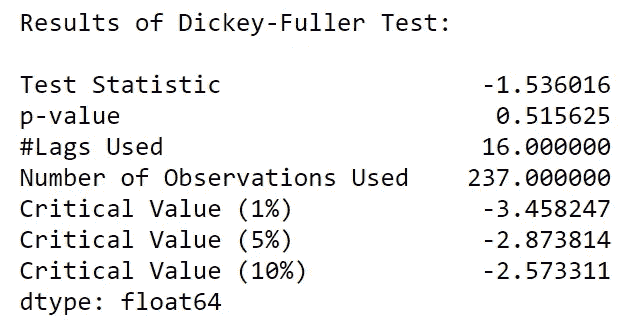 Results of Dickey-Fuller Test:
Test Statistic -1.536016
p-value 0.515625
#Lags Used 16.000000
Number of Observations Used 237.000000
Critical Value (1%) -3.458247
Critical Value (5%) -2.873814
Critical Value (10%) -2.573311
dtype: float64